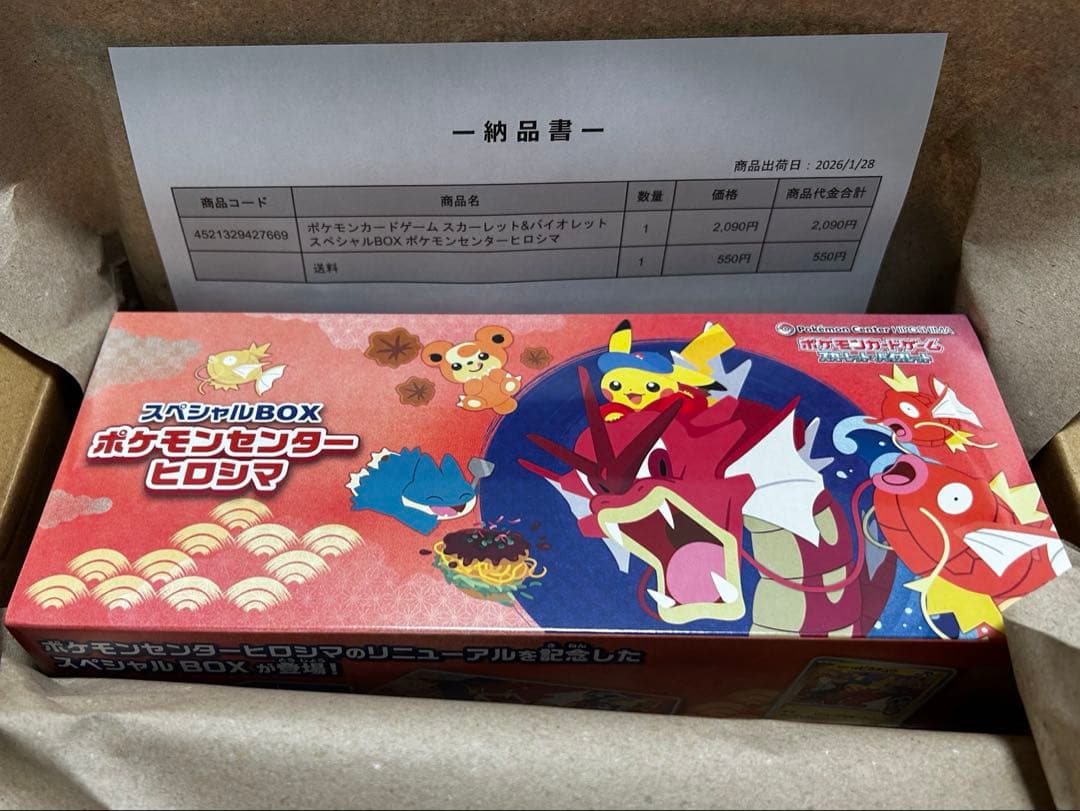 ー納品書ー
商品出荷日：2026/1/28
商品コード 商品名 数量 価格 商品代金合計
4521329427669 ポケモンカードゲーム スカーレット&バイオレット 1 2,090円 2,090円
スペシャルBOX ポケモンセンターヒロシマ
送料 1 550円 550円
Pokémon Center HIROSHIMA
ポケモンカードゲーム
スカーレット&バイオレット
スペシャルBOX
ポケモンセンター
ヒロシマ
ポケモンセンターヒロシマのリニューアルを記念した
スペシャルBOXが登場!